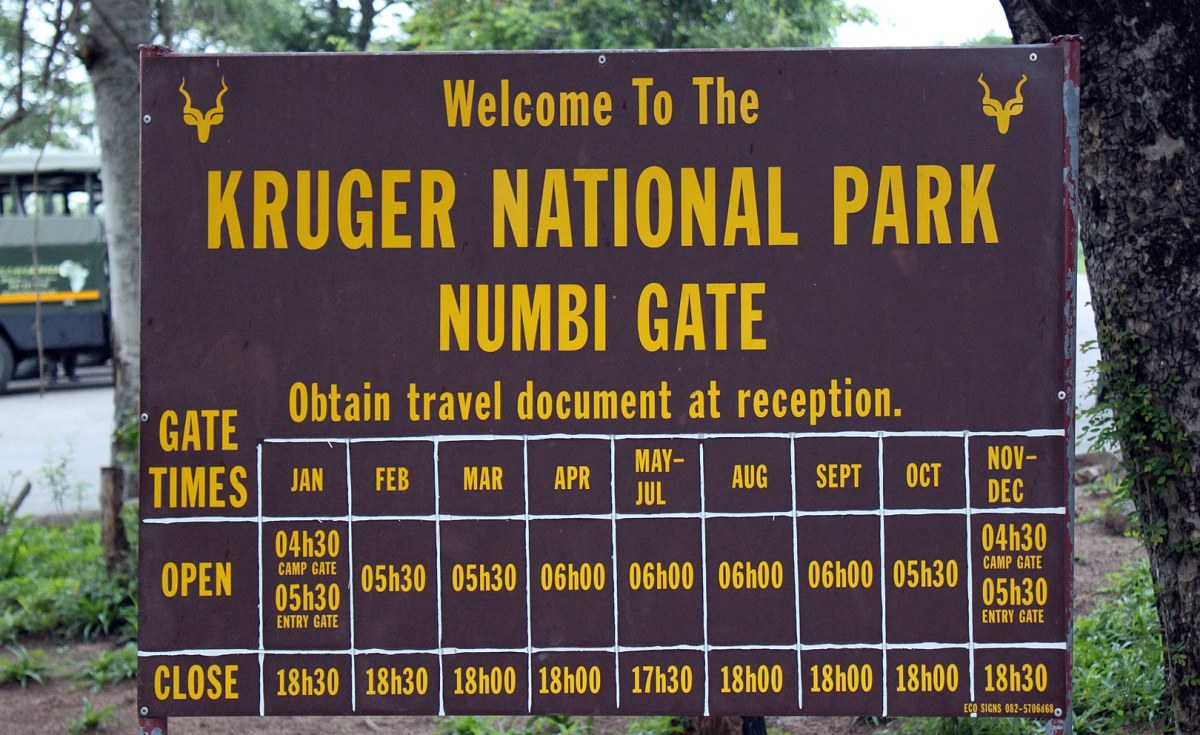 Welcome To The
KRUGER NATIONAL PARK
NUMBI GATE
Obtain travel document at reception.
GATE TIMES JAN FEB MAR APR MAY-JUL AUG SEPT OCT NOV-DEC
OPEN 04h30 CAMP GATE 05h30 ENTRY GATE 05h30 05h30 06h00 06h00 06h00 06h00 05h30 04h30 CAMP GATE 05h30 ENTRY GATE
CLOSE 18h30 18h30 18h00 18h00 17h30 18h00 18h00 18h00 18h30
ECO SIGNS 082-5706868